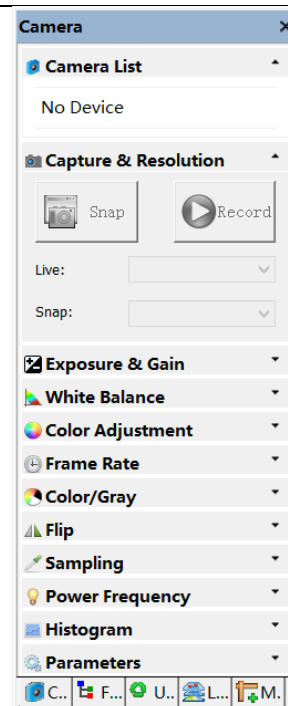 Camera
Camera List
No Device
Capture & Resolution
Snap
Record
Live:
Snap:
Exposure & Gain
White Balance
Color Adjustment
Frame Rate
Color/Gray
Flip
Sampling
Power Frequency
Histogram
Parameters
C.. F... U.. L... M.